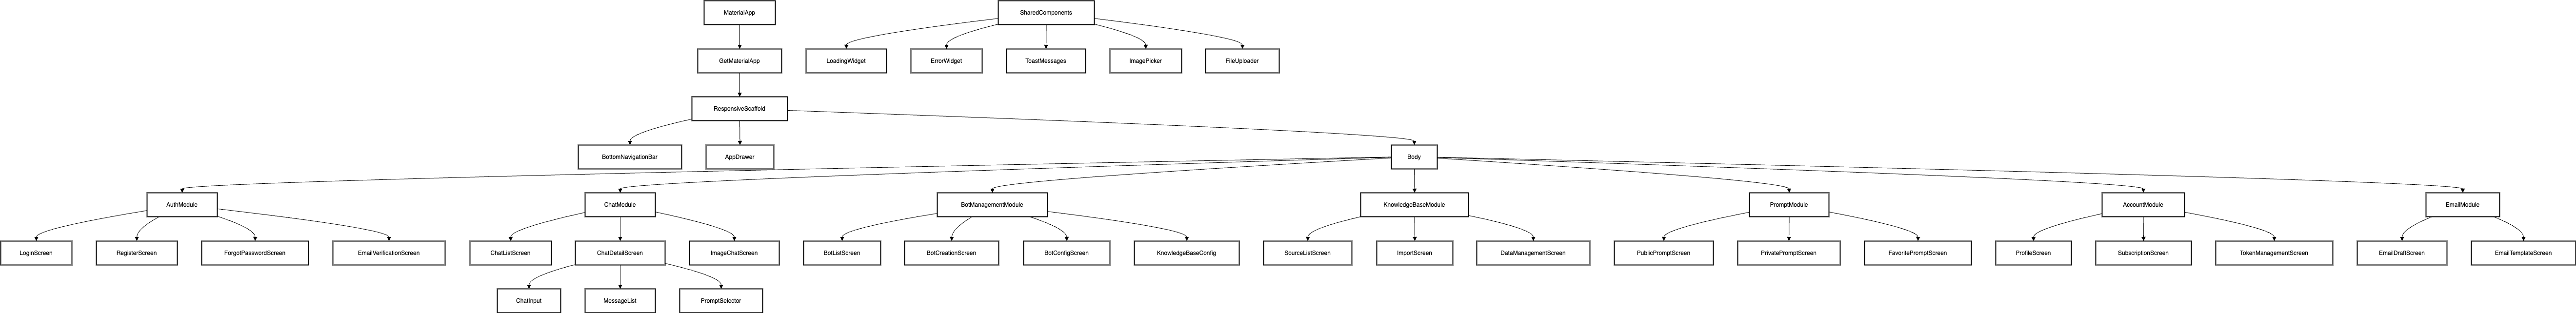 MaterialApp
SharedComponents
GetMaterialApp
LoadingWidget
ErrorWidget
ToastMessages
ImagePicker
FileUploader
ResponsiveScaffold
BottomNavigationBar
AppDrawer
Body
AuthModule
ChatModule
BotManagementModule
KnowledgeBaseModule
PromptModule
AccountModule
EmailModule
LoginScreen
RegisterScreen
ForgotPasswordScreen
EmailVerificationScreen
ChatListScreen
ChatDetailScreen
ImageChatScreen
BotListScreen
BotCreationScreen
BotConfigScreen
KnowledgeBaseConfig
SourceListScreen
ImportScreen
DataManagementScreen
PublicPromptScreen
PrivatePromptScreen
FavoritePromptScreen
ProfileScreen
SubscriptionScreen
TokenManagementScreen
EmailDraftScreen
EmailTemplateScreen
ChatInput
MessageList
PromptSelector